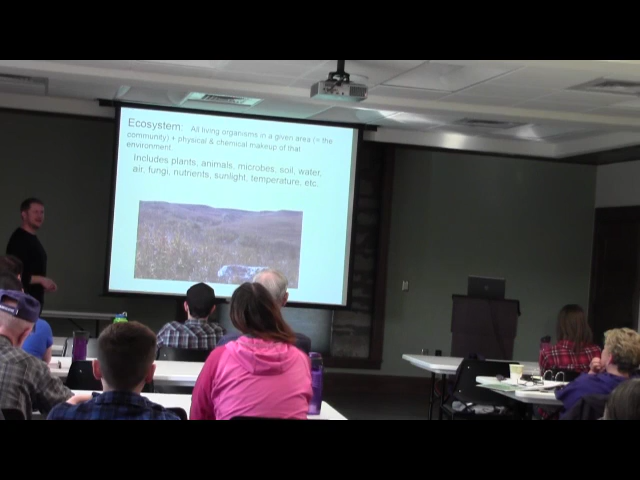 Ecosystem: All living organisms in a given area (= the
community) + physical & chemical makeup of that
environment
Includes plants, animals, microbes, soil, water,
air, fungi, nutrients, sunlight, temperature, etc.